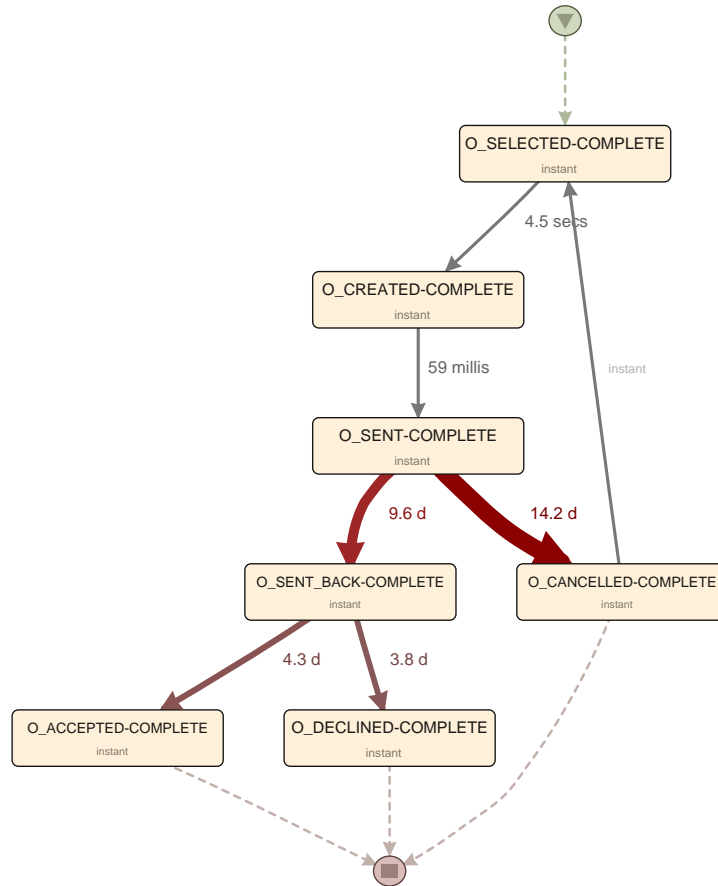 O_SELECTED-COMPLETE
instant
4.5 secs
O_CREATED-COMPLETE
instant
59 millis
instant
O_SENT-COMPLETE
instant
9.6 d
14.2 d
O_SENT_BACK-COMPLETE
instant
O_CANCELLED-COMPLETE
instant
4.3 d
3.8 d
O_ACCEPTED-COMPLETE
instant
O_DECLINED-COMPLETE
instant